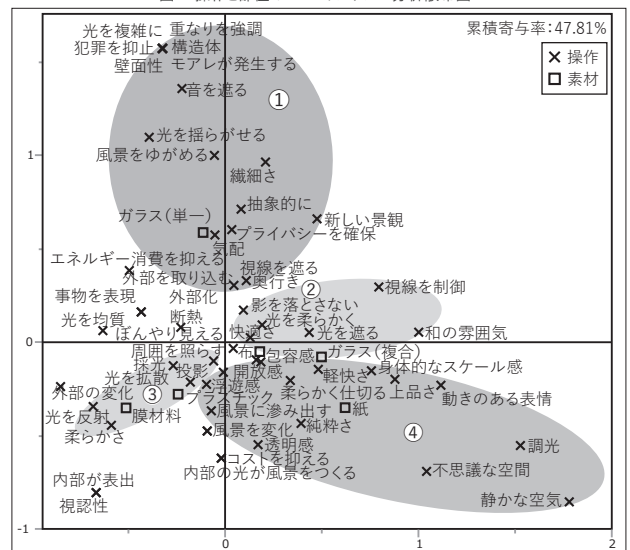 累積寄与率:47.81%
操作
素材
光を複雑に 重なりを強調
犯罪を抑止 構造体
壁面性 モアレが発生する
音を遮る
①
光を揺らがせる
風景をゆがめる
繊細さ
抽象的に
ガラス(単一)
新しい景観
プライバシーを確保
気配
エネルギー消費を抑える
視線を遮る
外部を取り込む
奥行き
視線を制御
②
事物を表現
外部化
影を落とさない
光を均質
断熱
光を柔らかく
ぼんやり見える
快適さ
光を遮る
和の雰囲気
周囲を照らす
布
包容感
ガラス(複合)
採光
投影
開放感
軽快さ
身体的なスケール感
光を拡散
浮遊感
柔らかく仕切る
上品さ
動きのある表情
外部の変化
③
プラスチック
光を反射
膜材料
風景に滲み出す
紙
柔らかさ
風景を変化
純粋さ
④
透明感
調光
コストを抑える
内部の光が風景をつくる
不思議な空間
内部が表出
視認性
静かな空気
1
0
-1
0
1
2